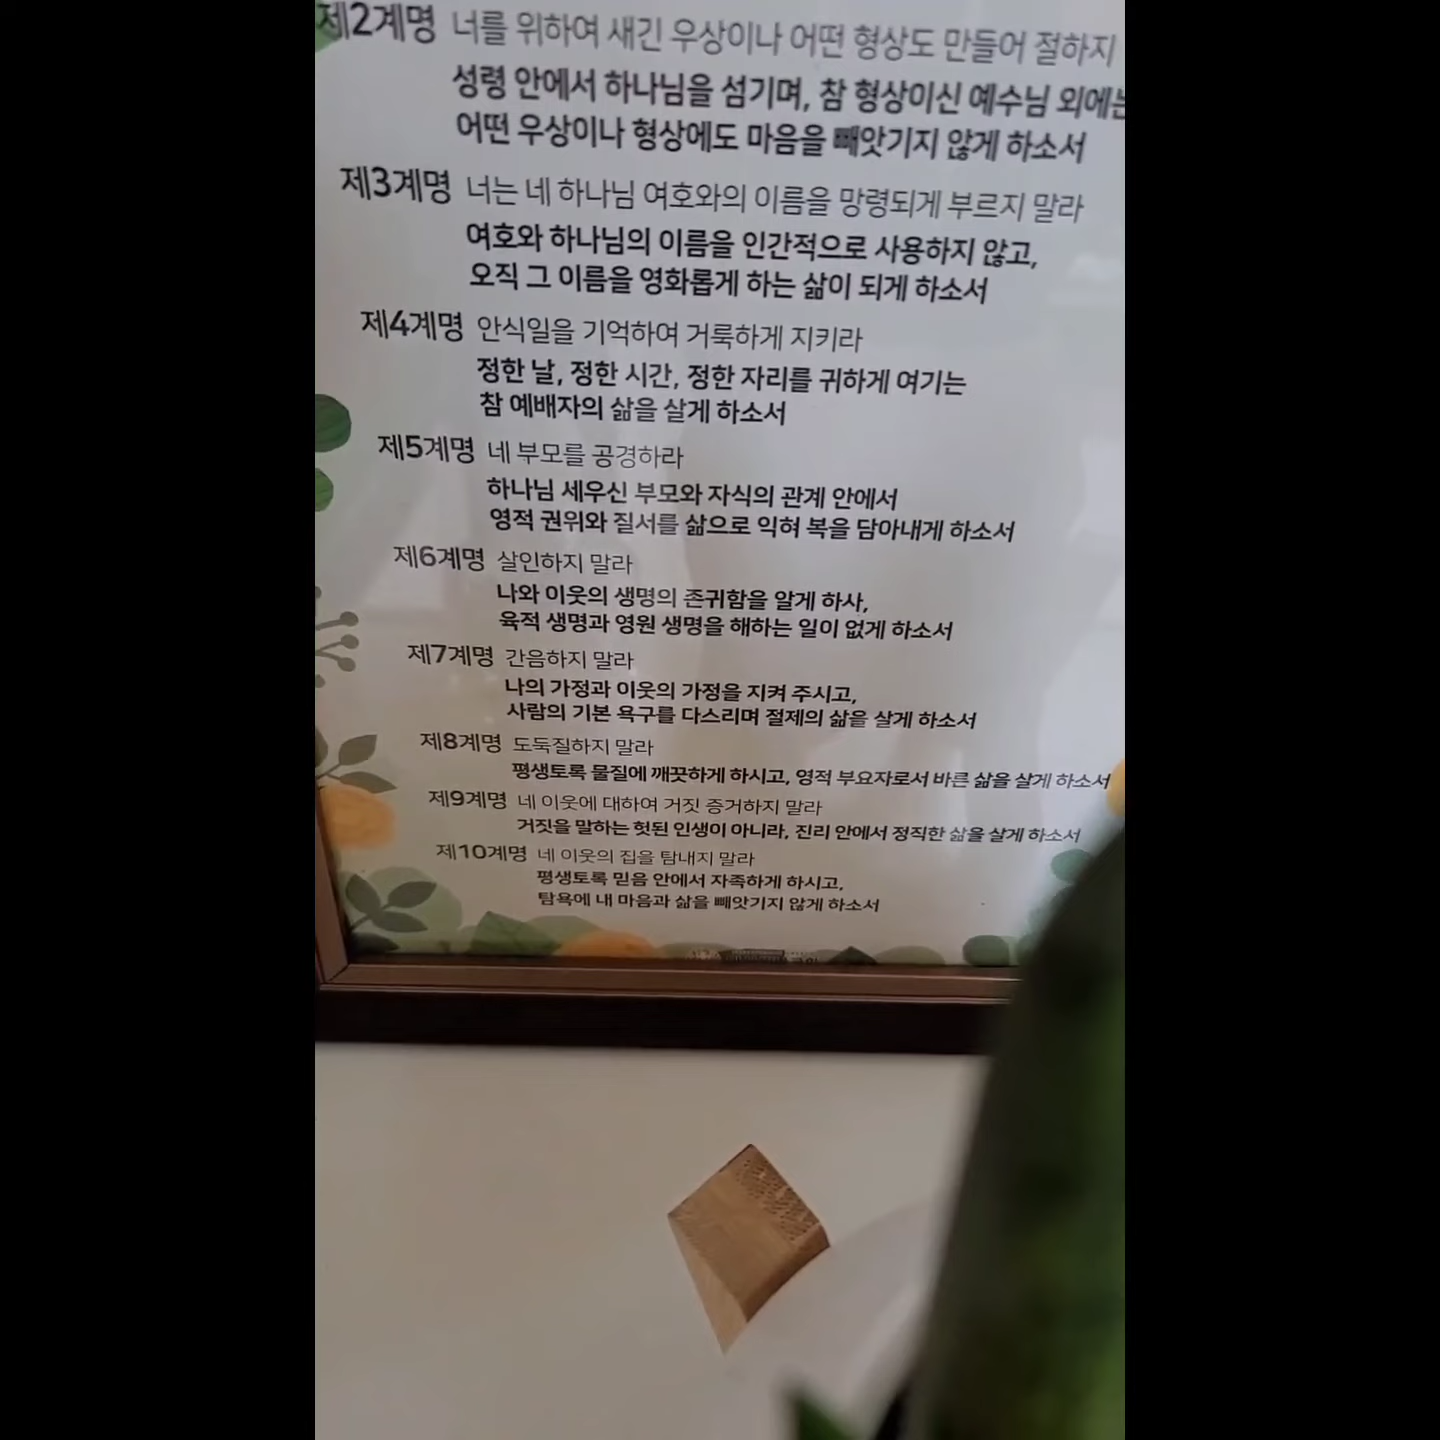 제2계명 너를 위하여 새긴 우상이나 어떤 형상도 만들어 절하지
성령 안에서 하나님을 섬기며, 참 형상이신 예수님 외에는
어떤 우상이나 형상에도 마음을 빼앗기지 않게 하소서
제3계명 너는 네 하나님 여호와의 이름을 망령되게 부르지 말라
여호와 하나님의 이름을 인간적으로 사용하지 않고,
오직 그 이름을 영화롭게 하는 삶이 되게 하소서
제4계명 안식일을 기억하여 거룩하게 지키라
정한 날, 정한 시간, 정한 자리를 귀하게 여기는
참 예배자의 삶을 살게 하소서
제5계명 네 부모를 공경하라
하나님 세우신 부모와 자식의 관계 안에서
영적 권위와 질서를 삶으로 익혀 복을 담아내게 하소서
제6계명 살인하지 말라
나와 이웃의 생명의 존귀함을 알게 하사,
육적 생명과 영원 생명을 해하는 일이 없게 하소서
제7계명 간음하지 말라
나의 가정과 이웃의 가정을 지켜 주시고,
사람의 기본 욕구를 다스리며 절제의 삶을 살게 하소서
제8계명 도둑질하지 말라
평생토록 물질에 깨끗하게 하시고, 영적 부요자로서 바른 삶을 살게 하소서
제9계명 네 이웃에 대하여 거짓 증거하지 말라
거짓을 말하는 헛된 인생이 아니라, 진리 안에서 정직한 삶을 살게 하소서
제10계명 네 이웃의 집을 탐내지 말라
평생토록 믿음 안에서 자족하게 하시고,
탐욕에 내 마음과 삶을 빼앗기지 않게 하소서